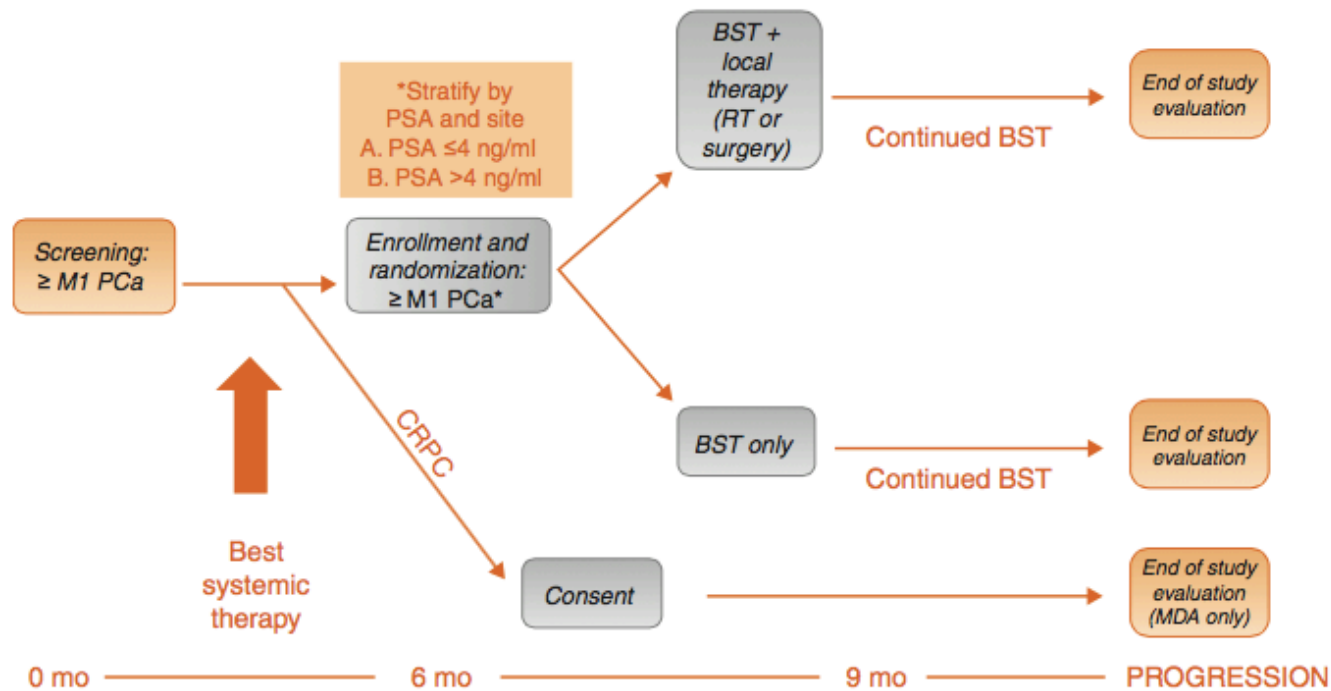 BST +
local
therapy
(RT or
surgery)
Continued BST
End of study
evaluation
*Stratify by
PSA and site
A. PSA ≤4 ng/ml
B. PSA >4 ng/ml
Screening:
≥ M1 PCa
Enrollment and
randomization:
≥ M1 PCa*
CRPC
BST only
Continued BST
End of study
evaluation
Best
systemic
therapy
Consent
End of study
evaluation
(MDA only)
0 mo
6 mo
9 mo
PROGRESSION